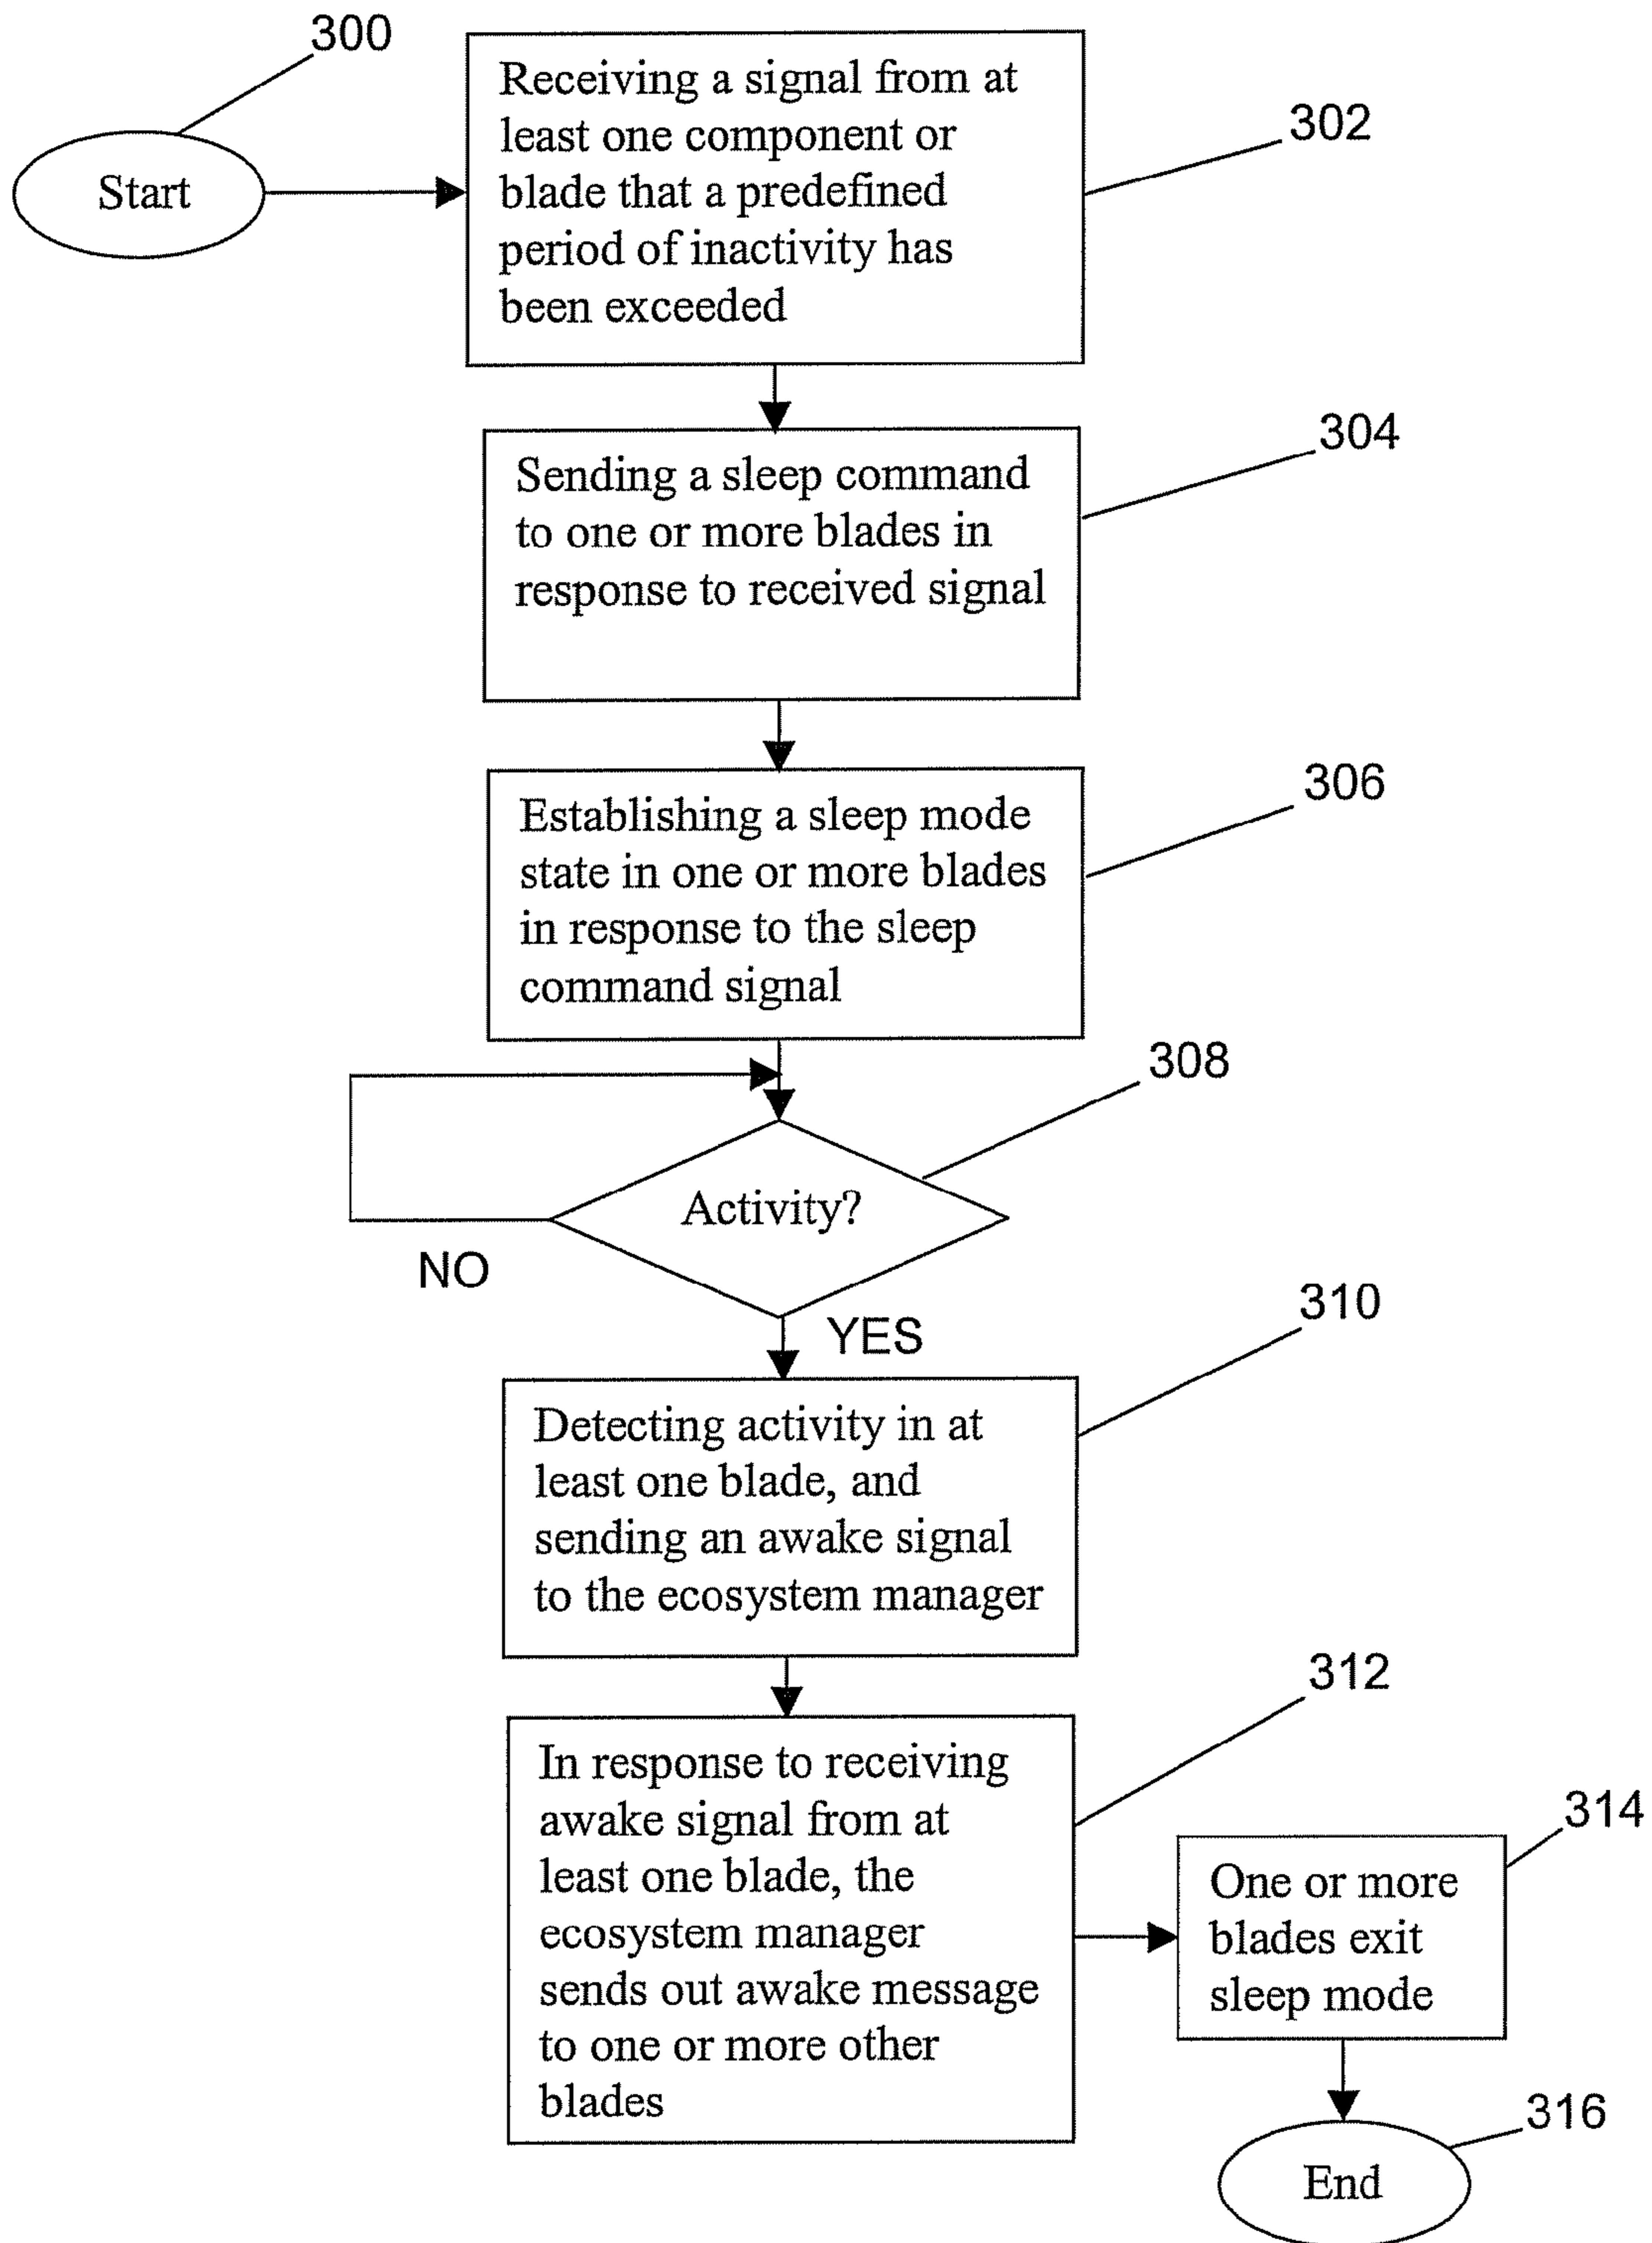 300
Start
Receiving a signal from at
least one component or
blade that a predefined
period of inactivity has
been exceeded
302
Sending a sleep command
to one or more blades in
response to received signal
304
Establishing a sleep mode
state in one or more blades
in response to the sleep
command signal
306
Activity?
308
NO
YES
Detecting activity in at
least one blade, and
sending an awake signal
to the ecosystem manager
310
In response to receiving
awake signal from at
least one blade, the
ecosystem manager
sends out awake message
to one or more other
blades
312
One or more
blades exit
sleep mode
314
End
316